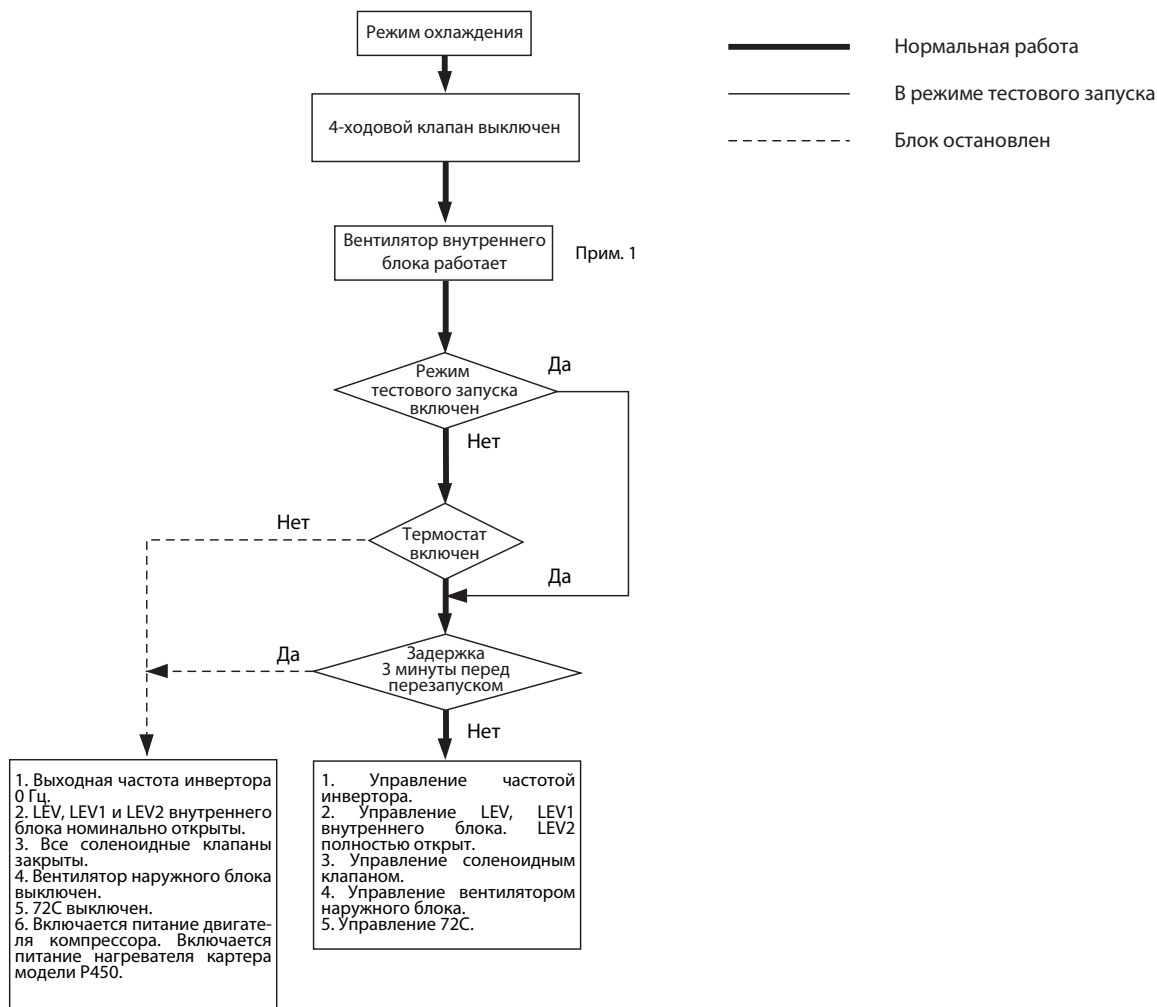 Режим охлаждения
Нормальная работа
В режиме тестового запуска
Блок остановлен
4-ходовой клапан выключен
Вентилятор внутреннего
блока работает
Прим. 1
Режим
тестового запуска
включен
Да
Нет
Термостат
включен
Нет
Да
Задержка
3 минуты перед
перезапуском
Да
Нет
1. Выходная частота инвертора
0 Гц.
2. LEV, LEV1 и LEV2 внутреннего
блока номинально открыты.
3. Все соленоидные клапаны
закрыты.
4. Вентилятор наружного блока
выключен.
5. 72C выключен.
6. Включается питание двигате-
ля компрессора. Включается
питание нагревателя картера
модели P450.
1. Управление частотой
инвертора.
2. Управление LEV, LEV1
внутреннего блока. LEV2
полностью открыт.
3. Управление соленоидным
клапаном.
4. Управление вентилятором
наружного блока.
5. Управление 72C.